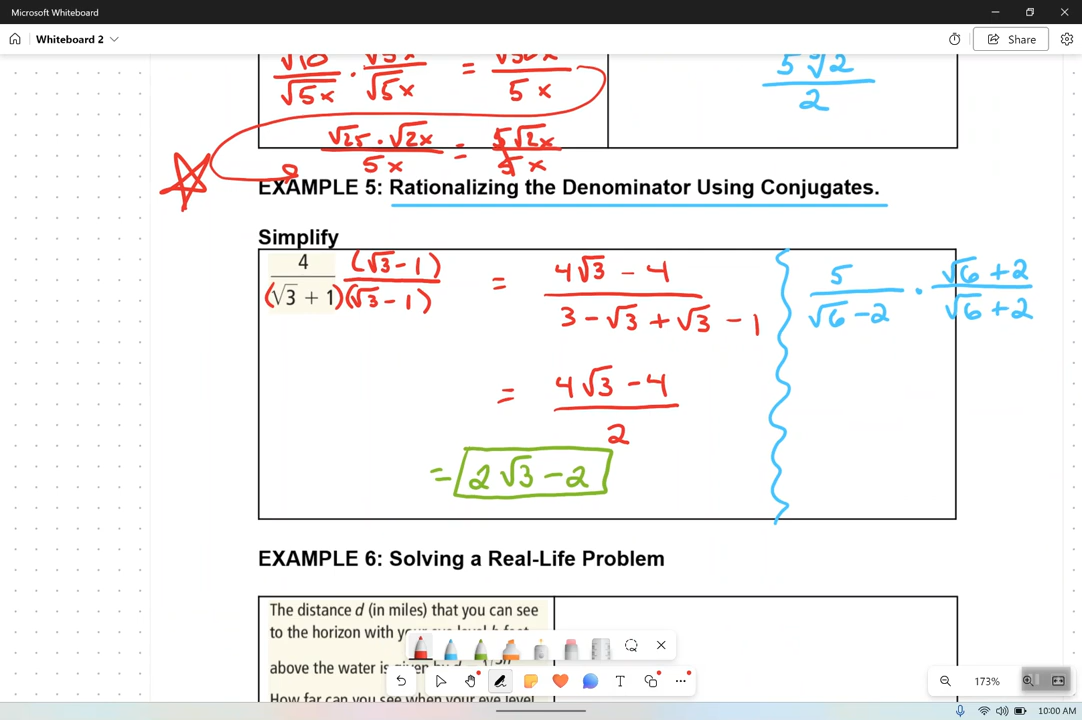 Microsoft Whiteboard
Whiteboard 2
Share
√10/√5x · √5x/√5x = √50x/5x
5∜2/2
√25 · √2x/5x = 5√2x/5x
EXAMPLE 5: Rationalizing the Denominator Using Conjugates.
Simplify
4/(√3 + 1) (√3 - 1)/(√3 - 1) = 4√3 - 4/3 - √3 + √3 - 1
5/√6 - 2 · √6 + 2/√6 + 2
= 4√3 - 4/2
= 2√3 - 2
EXAMPLE 6: Solving a Real-Life Problem
The distance d (in miles) that you can see
to the horizon with your eye level h feet
above the water is given by d =
How far can you see when your eye level
173%
10:00 AM